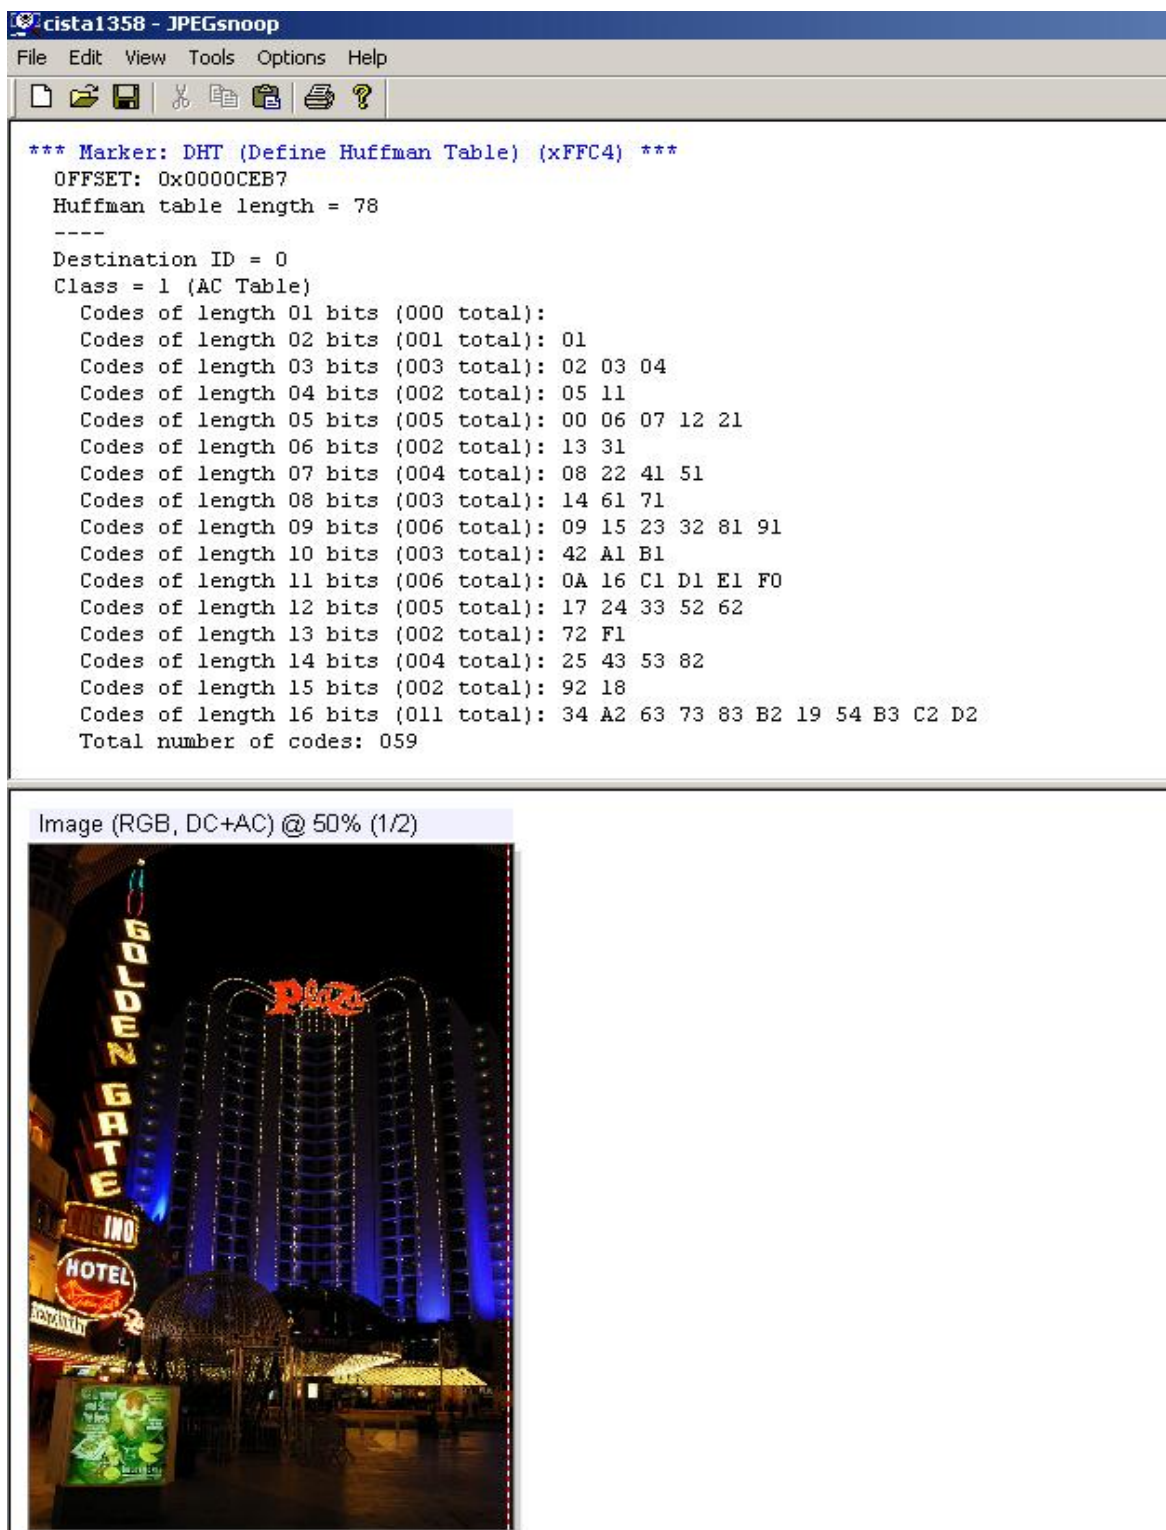 cista1358 - JPEGsnoop
File Edit View Tools Options Help
*** Marker: DHT (Define Huffman Table) (xFFC4) ***
OFFSET: 0x0000CEB7
Huffman table length = 78
----
Destination ID = 0
Class = 1 (AC Table)
Codes of length 01 bits (000 total):
Codes of length 02 bits (001 total): 01
Codes of length 03 bits (003 total): 02 03 04
Codes of length 04 bits (002 total): 05 11
Codes of length 05 bits (005 total): 00 06 07 12 21
Codes of length 06 bits (002 total): 13 31
Codes of length 07 bits (004 total): 08 22 41 51
Codes of length 08 bits (003 total): 14 61 71
Codes of length 09 bits (006 total): 09 15 23 32 81 91
Codes of length 10 bits (003 total): 42 A1 B1
Codes of length 11 bits (006 total): 0A 16 C1 D1 E1 F0
Codes of length 12 bits (005 total): 17 24 33 52 62
Codes of length 13 bits (002 total): 72 F1
Codes of length 14 bits (004 total): 25 43 53 82
Codes of length 15 bits (002 total): 92 18
Codes of length 16 bits (011 total): 34 A2 63 73 83 B2 19 54 B3 C2 D2
Total number of codes: 059
Image (RGB, DC+AC) @ 50% (1/2)
GOLDEN GATE
Plaza
CASINO
HOTEL